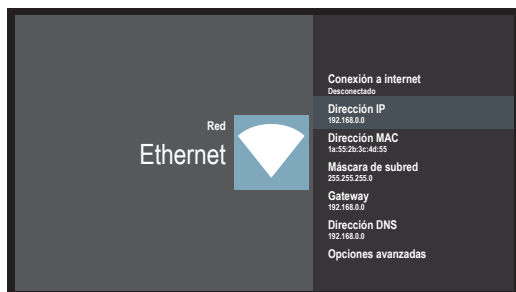 Red
Ethernet
Conexión a internet
Desconectado
Dirección IP
192.168.0.0
Dirección MAC
1a:55:2b:3c:4d:55
Máscara de subred
255.255.255.0
Gateway
192.168.0.0
Dirección DNS
192.168.0.0
Opciones avanzadas